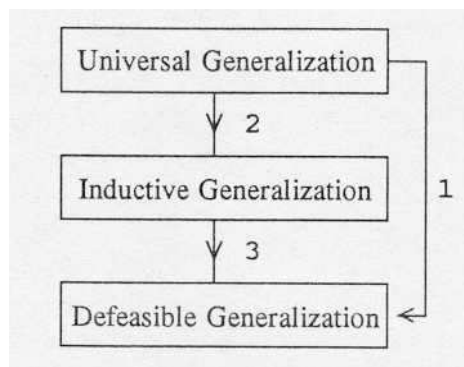 Universal Generalization
2
Inductive Generalization
1
3
Defeasible Generalization